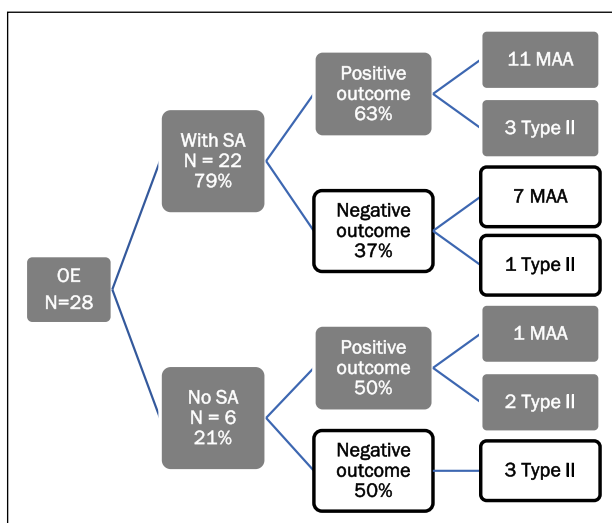 OE
N=28
With SA
N = 22
79%
No SA
N = 6
21%
Positive
outcome
63%
Negative
outcome
37%
Positive
outcome
50%
Negative
outcome
50%
11 MAA
3 Type II
7 MAA
1 Type II
1 MAA
2 Type II
3 Type II